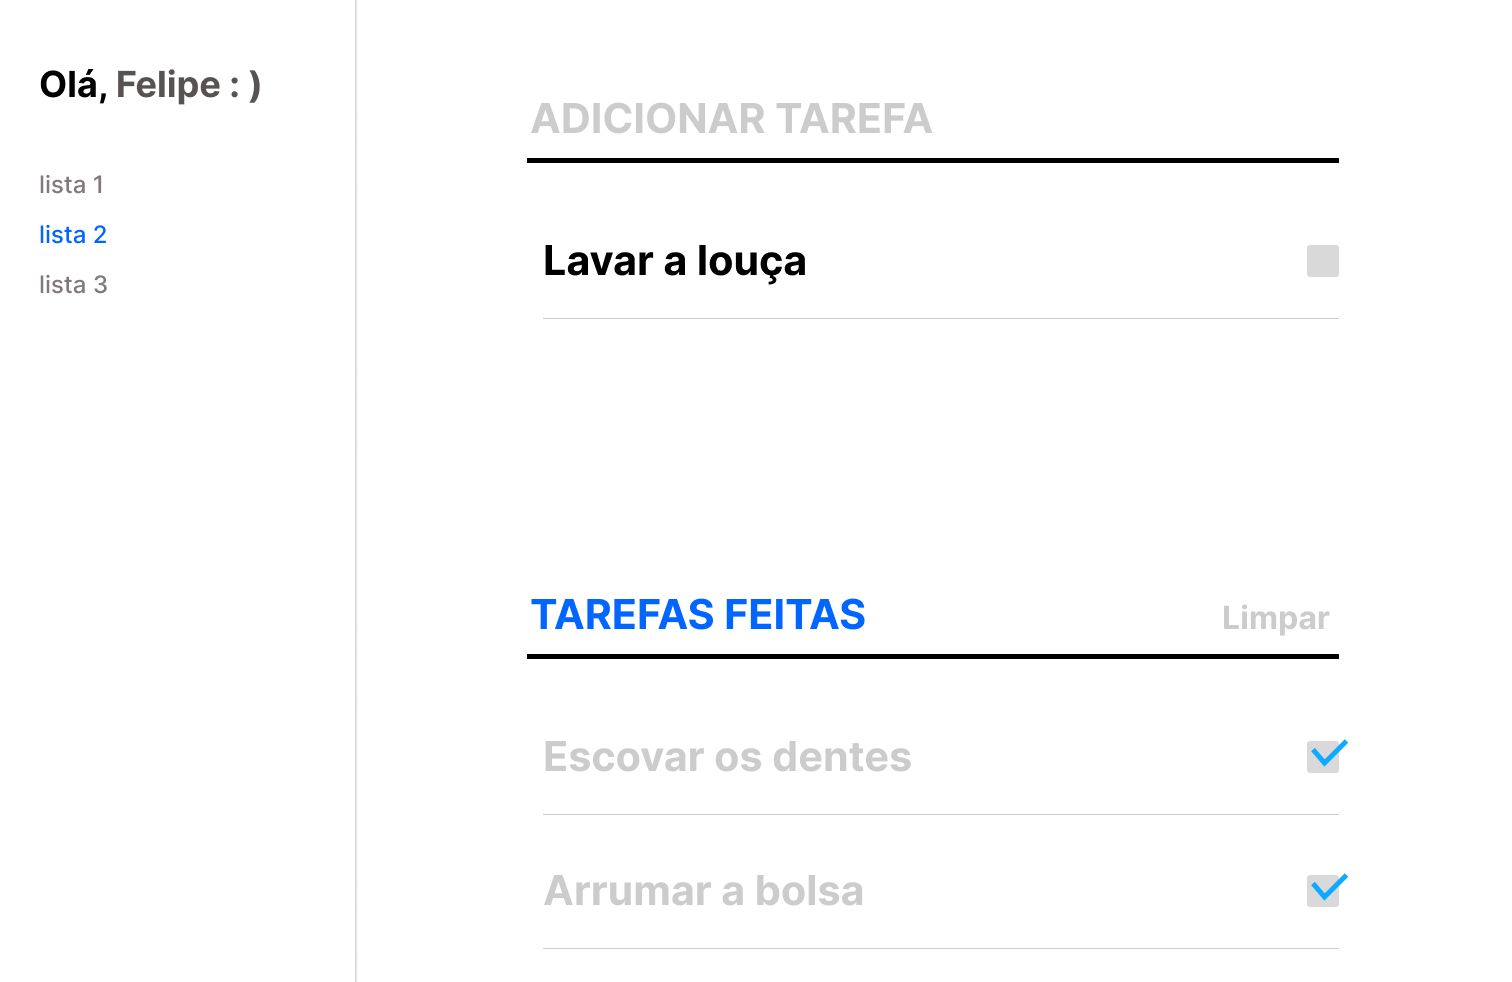 Olá, Felipe : )
lista 1
lista 2
lista 3
ADICIONAR TAREFA
Lavar a louça
TAREFAS FEITAS
Limpar
Escovar os dentes
Arrumar a bolsa